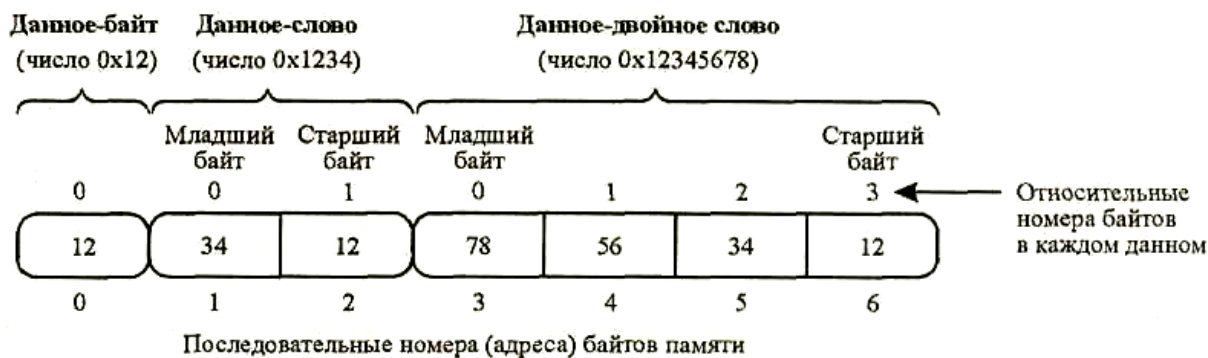 Данное-байт Данное-слово Данное-двойное слово
(число 0x12) (число 0x1234) (число 0x12345678)
Младший байт Старший байт Младший байт Старший байт
0 0 1 0 1 2 3
Относительные
номера байтов
в каждом данном
12 34 12 78 56 34 12
0 1 2 3 4 5 6
Последовательные номера (адреса) байтов памяти